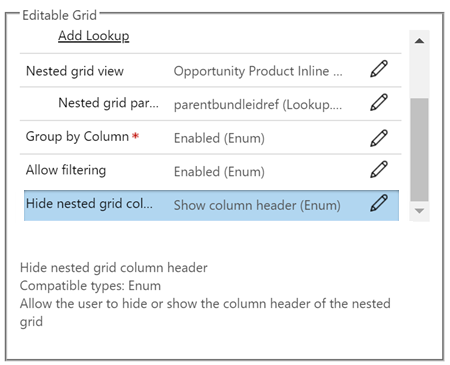 Editable Grid
Add Lookup
Nested grid view Opportunity Product Inline ...
Nested grid par... parentbundleidref (Lookup....
Group by Column * Enabled (Enum)
Allow filtering Enabled (Enum)
Hide nested grid col... Show column header (Enum)
Hide nested grid column header
Compatible types: Enum
Allow the user to hide or show the column header of the nested
grid